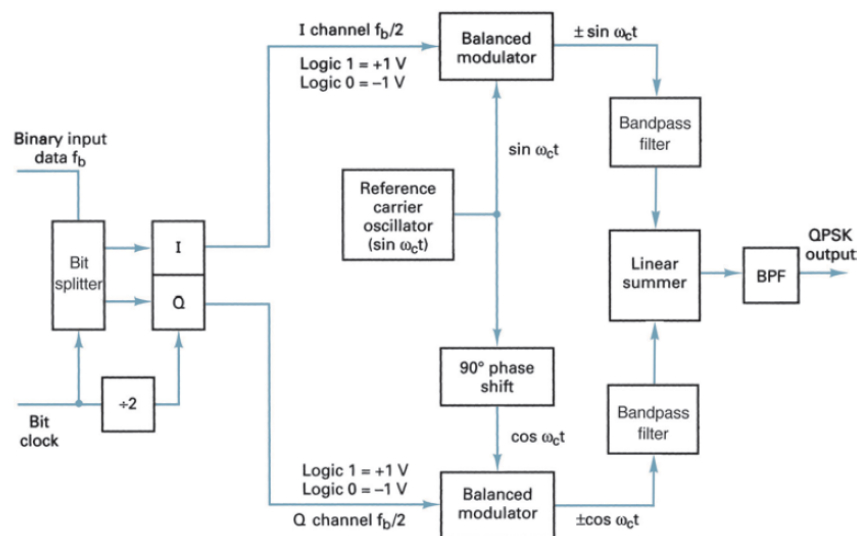 I channel f_b/2
Logic 1 = +1 V
Logic 0 = −1 V
Balanced
modulator
± sin ω_ct
Binary input
data f_b
sin ω_ct
Bandpass
filter
Reference
carrier
oscillator
(sin ω_ct)
Bit
splitter
I
Q
Linear
summer
BPF
QPSK
output
÷2
Bit
clock
90° phase
shift
cos ω_ct
Bandpass
filter
Logic 1 = +1 V
Logic 0 = −1 V
Q channel f_b/2
Balanced
modulator
±cos ω_ct